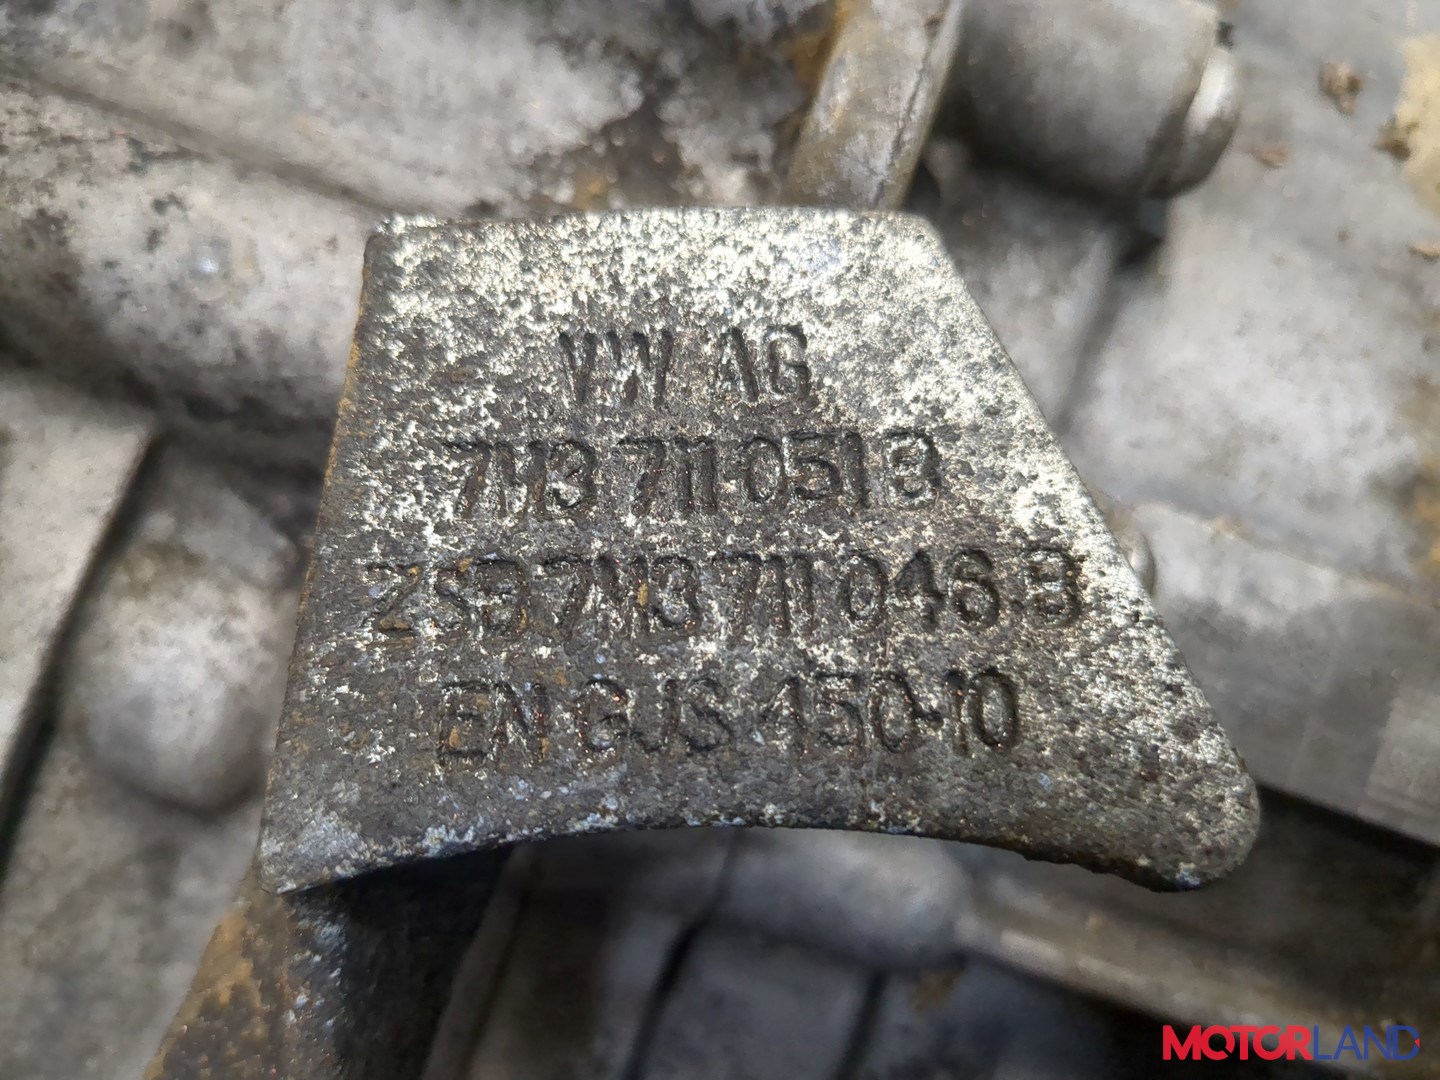 VW AG
7M3 711 051 B
ZSB 7M3 711 046 B
EN GJS 450-10
MOTORLAND